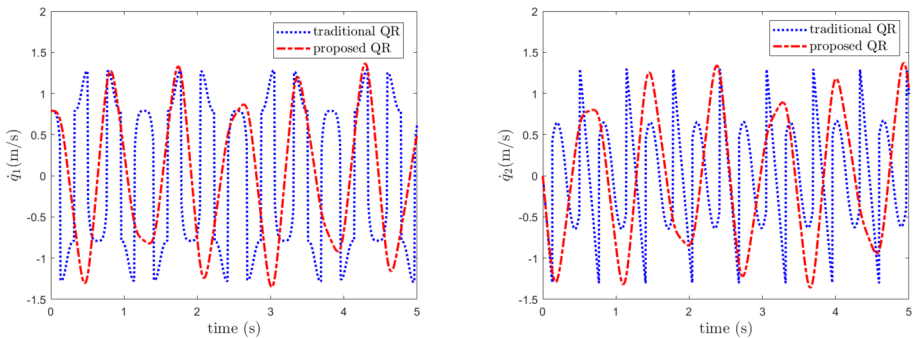 2
1.5
1
0.5
0
-0.5
-1
-1.5
q̇₁(m/s)
traditional QR
proposed QR
0 1 2 3 4 5
time (s)
2
1.5
1
0.5
0
-0.5
-1
-1.5
q̇₂(m/s)
traditional QR
proposed QR
0 1 2 3 4 5
time (s)